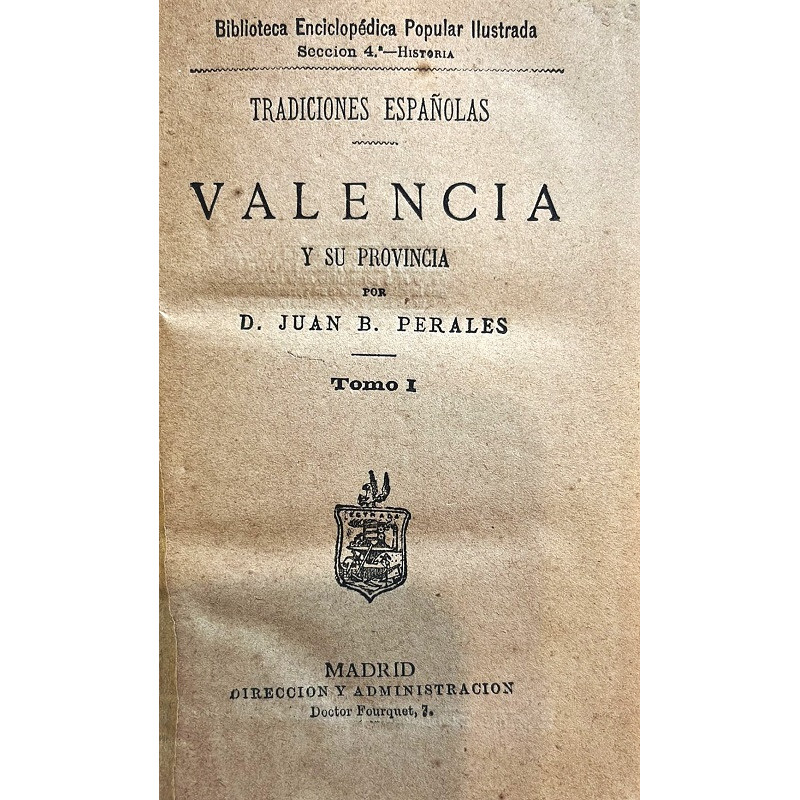 Biblioteca Enciclopédica Popular Ilustrada
Seccion 4.ª—Historia
TRADICIONES ESPAÑOLAS
VALENCIA
Y SU PROVINCIA
POR
D. JUAN B. PERALES
Tomo I
ESTRADA
MADRID
DIRECCION Y ADMINISTRACION
Doctor Fourquet, 7.